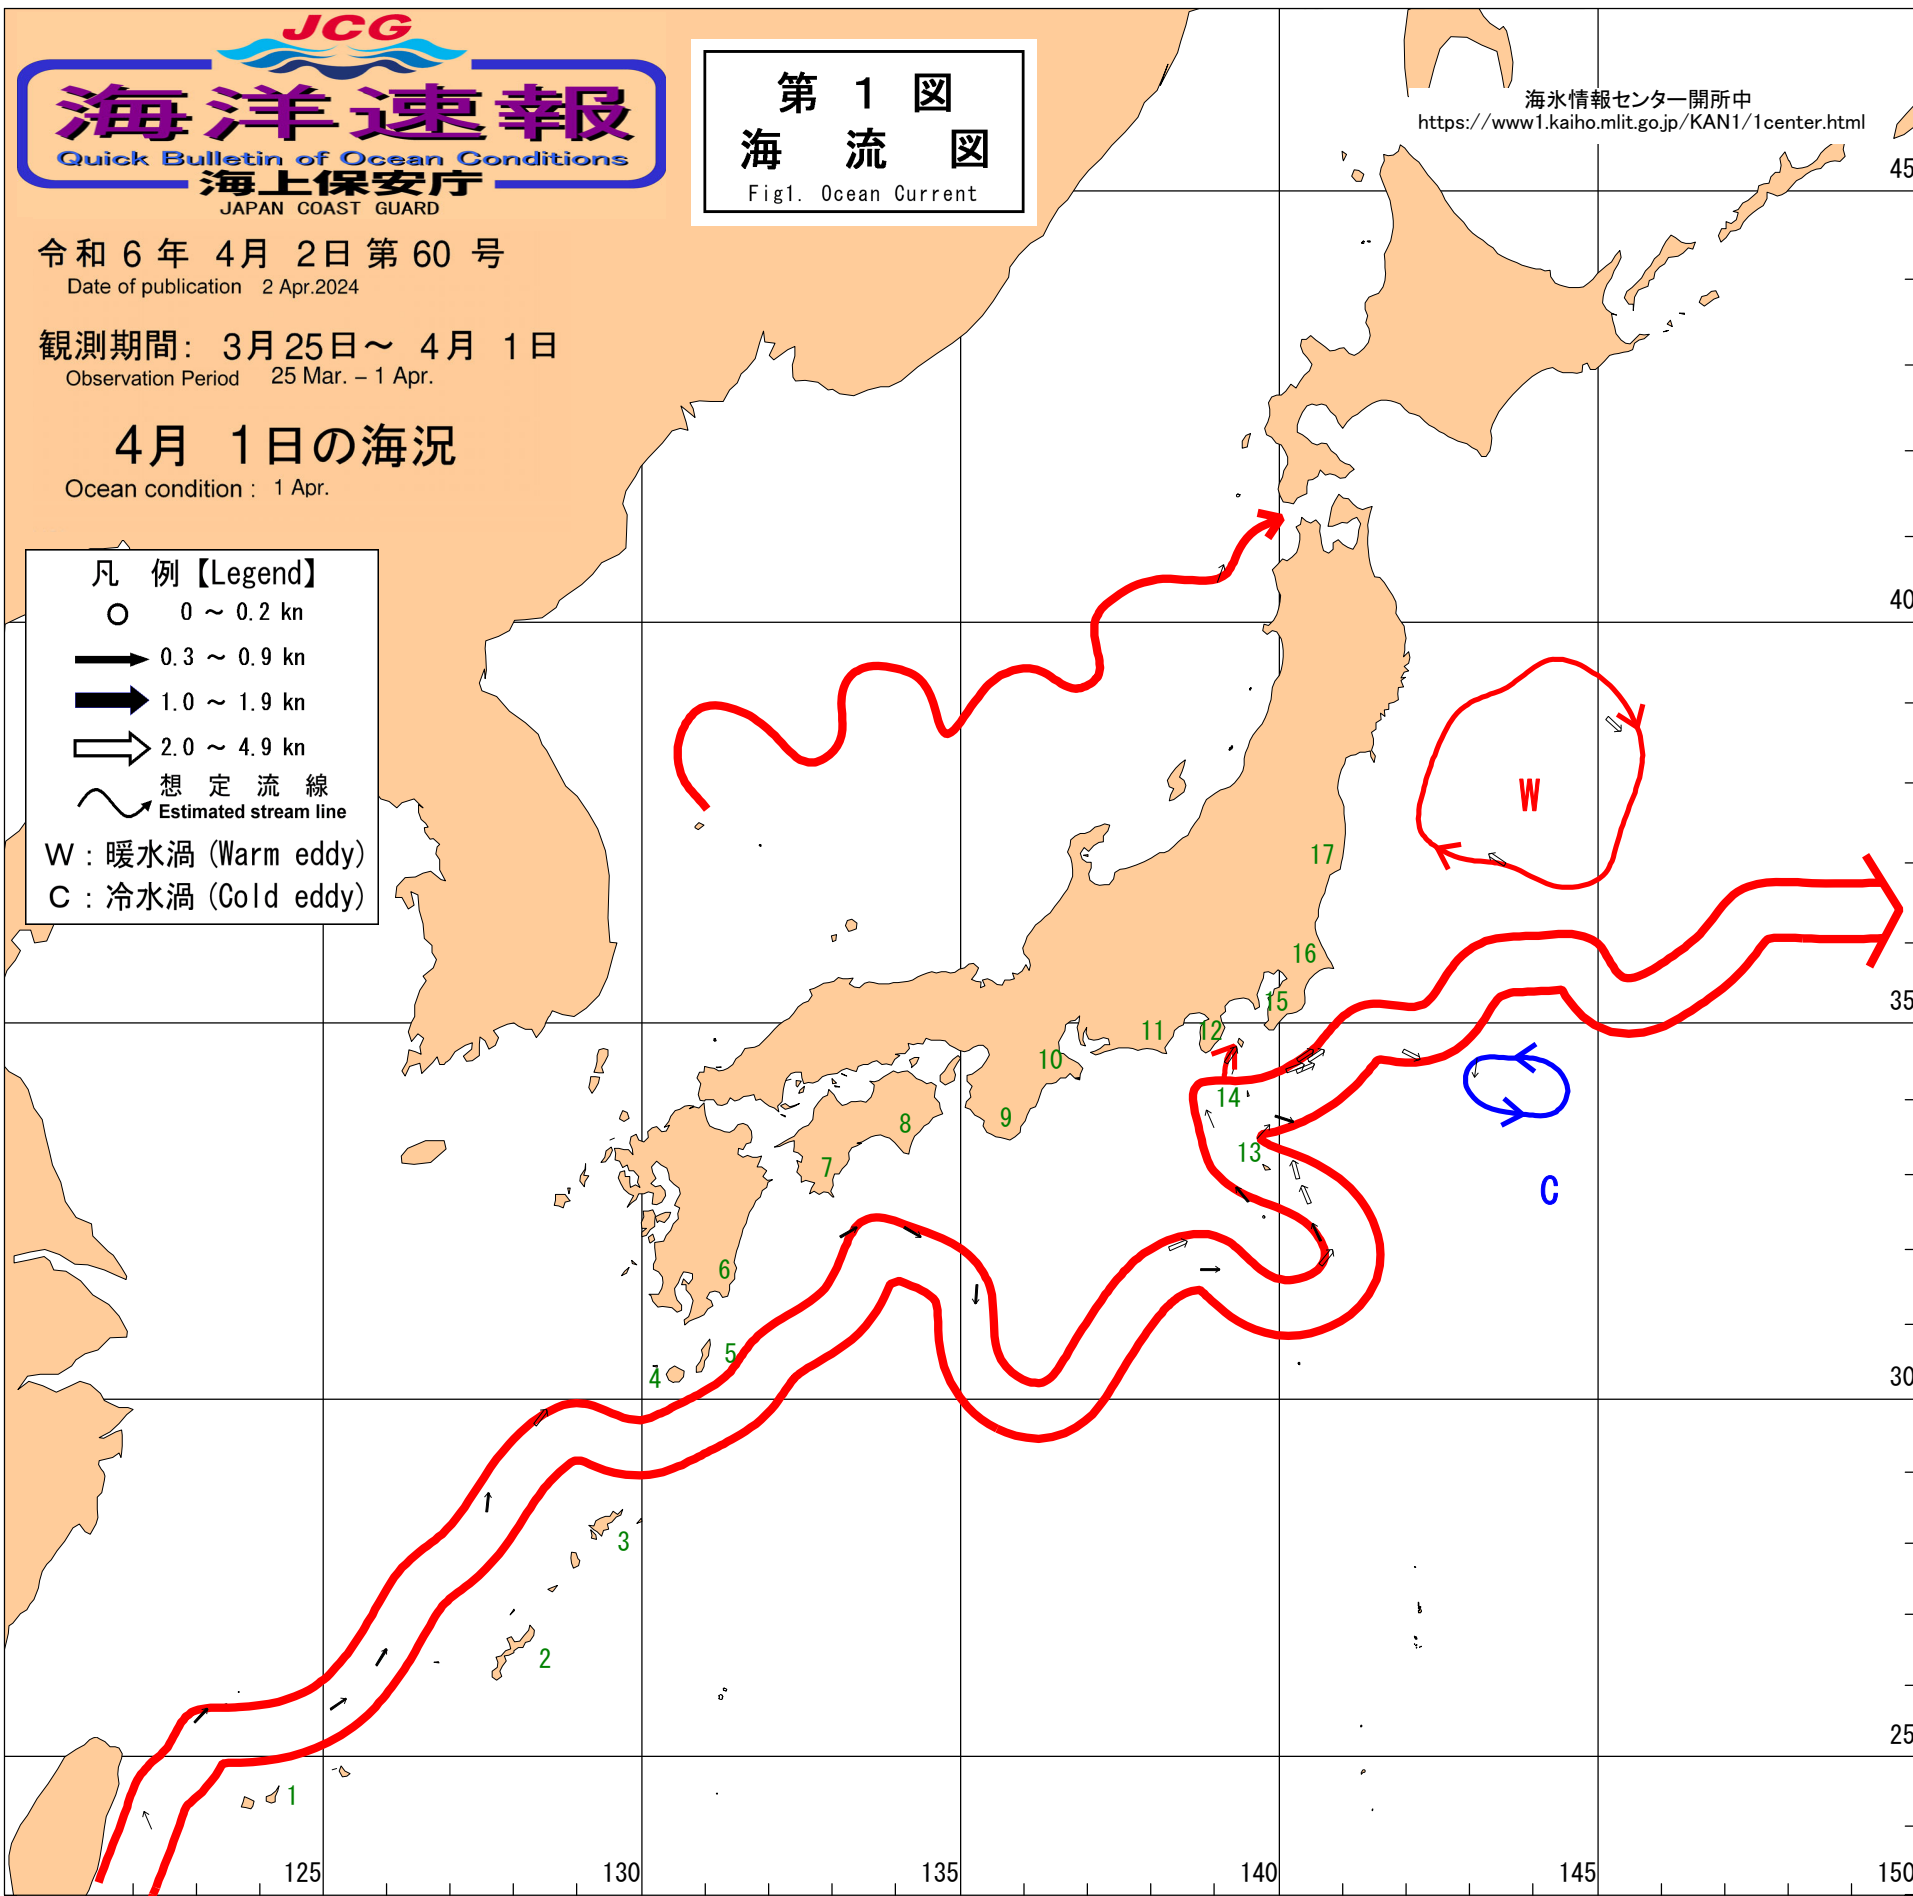 JCG
海洋速報
Quick Bulletin of Ocean Conditions
海上保安庁
JAPAN COAST GUARD
令和 6 年 4月 2日 第 60 号
Date of publication 2 Apr.2024
観測期間: 3月25日～ 4月 1日
Observation Period 25 Mar. – 1 Apr.
4月 1日の海況
Ocean condition : 1 Apr.
第 1 図
海 流 図
Fig1. Ocean Current
海氷情報センター開所中
https://www1.kaiho.mlit.go.jp/KAN1/1center.html
凡 例【Legend】
0 ～ 0.2 kn
0.3 ～ 0.9 kn
1.0 ～ 1.9 kn
2.0 ～ 4.9 kn
想 定 流 線
Estimated stream line
W : 暖水渦 (Warm eddy)
C : 冷水渦 (Cold eddy)
45
40
W
17
16
35
15
12
11
10
14
9
8
13
7
C
6
5
4
30
3
2
25
1
125
130
135
140
145
150